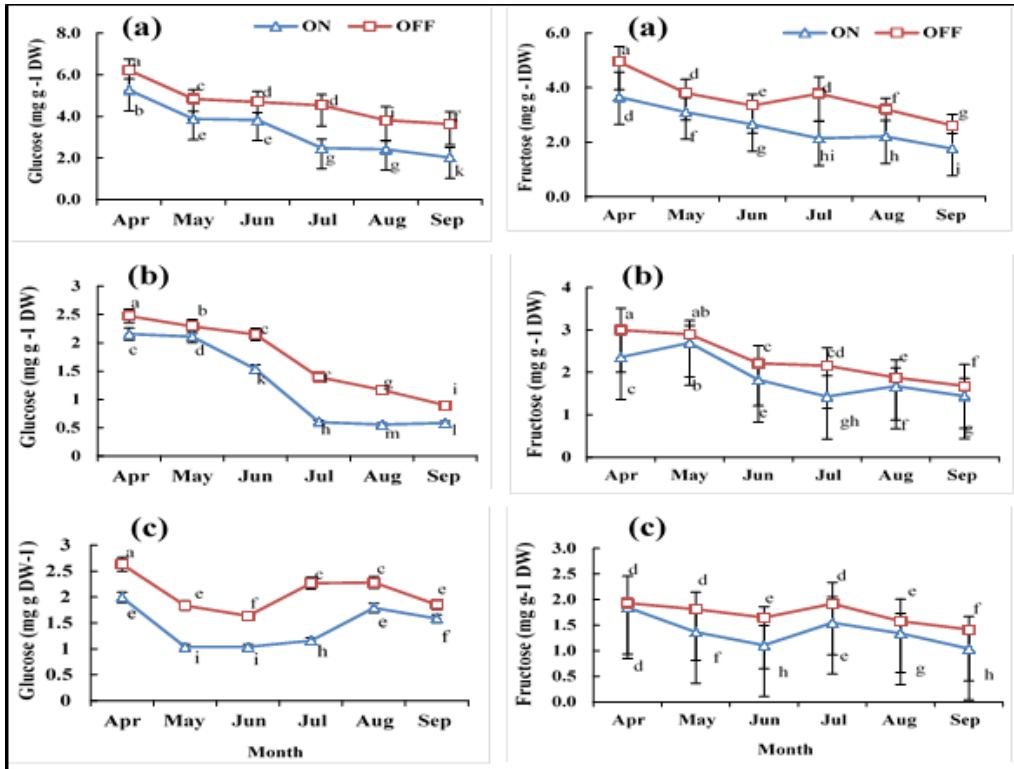 (a) ON OFF
Glucose (mg g -1 DW)
8.0
6.0
4.0
2.0
0.0
a
c
d
d
f
b
e
e
g
g
k
Apr May Jun Jul Aug Sep
(a) ON OFF
Fructose (mg g -1DW)
6.0
4.0
2.0
0.0
a
d
e
d
f
g
d
f
g
hi
h
Apr May Jun Jul Aug Sep
(b)
Glucose (mg g -1 DW)
3
2.5
2
1.5
1
0.5
0
a
b
c
g
i
c
d
k
h
m
l
Apr May Jun Jul Aug Sep
(b)
Fructose (mg g -1 DW)
4
3
2
1
0
a
ab
c
cd
e
f
c
b
e
gh
f
Apr May Jun Jul Aug Sep
(c)
Glucose (mg g DW-1)
3
2.5
2
1.5
1
0.5
0
a
e
f
c
c
e
e
i
i
h
e
f
Apr May Jun Jul Aug Sep
Month
(c)
Fructose (mg g-1 DW)
3.0
2.5
2.0
1.5
1.0
0.5
0.0
d
d
e
d
e
f
d
f
h
e
g
h
Apr May Jun Jul Aug Sep
Month